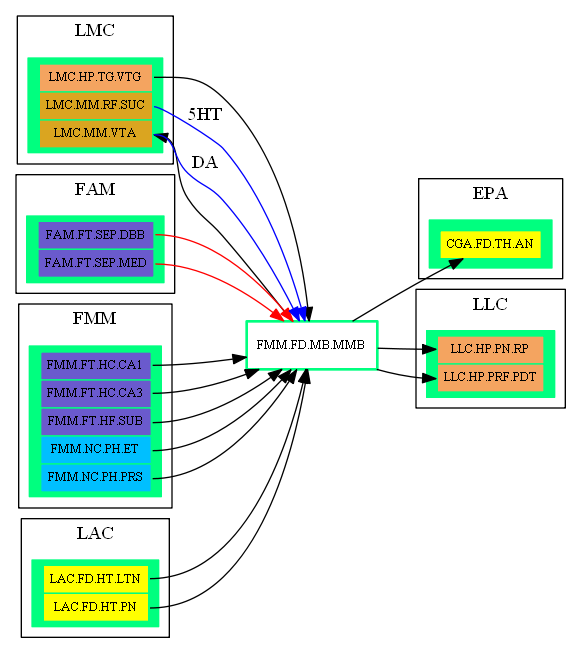 LMC
LMC.HP.TG.VTG
LMC.MM.RF.SUC
LMC.MM.VTA
5HT
DA
FAM
FAM.FT.SEP.DBB
FAM.FT.SEP.MED
FMM
FMM.FT.HC.CA1
FMM.FT.HC.CA3
FMM.FT.HF.SUB
FMM.NC.PH.ET
FMM.NC.PH.PRS
LAC
LAC.FD.HT.LTN
LAC.FD.HT.PN
FMM.FD.MB.MMB
EPA
CGA.FD.TH.AN
LLC
LLC.HP.PN.RP
LLC.HP.PRF.PDT